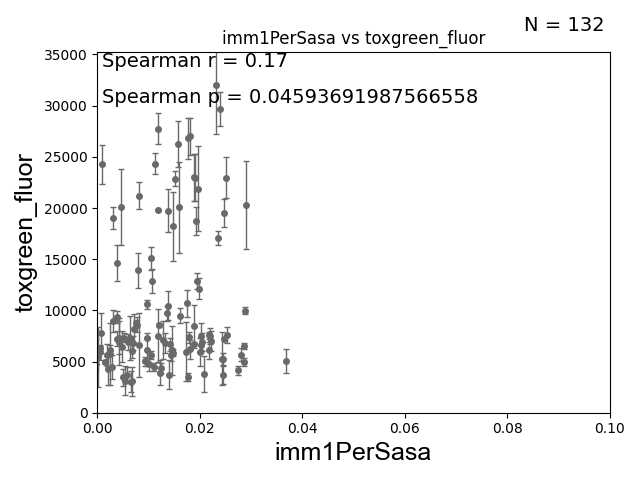 N = 132
imm1PerSasa vs toxgreen_fluor
Spearman r = 0.17
Spearman p = 0.04593691987566558
35000
30000
25000
20000
15000
10000
5000
0
toxgreen_fluor
0.00 0.02 0.04 0.06 0.08 0.10
imm1PerSasa